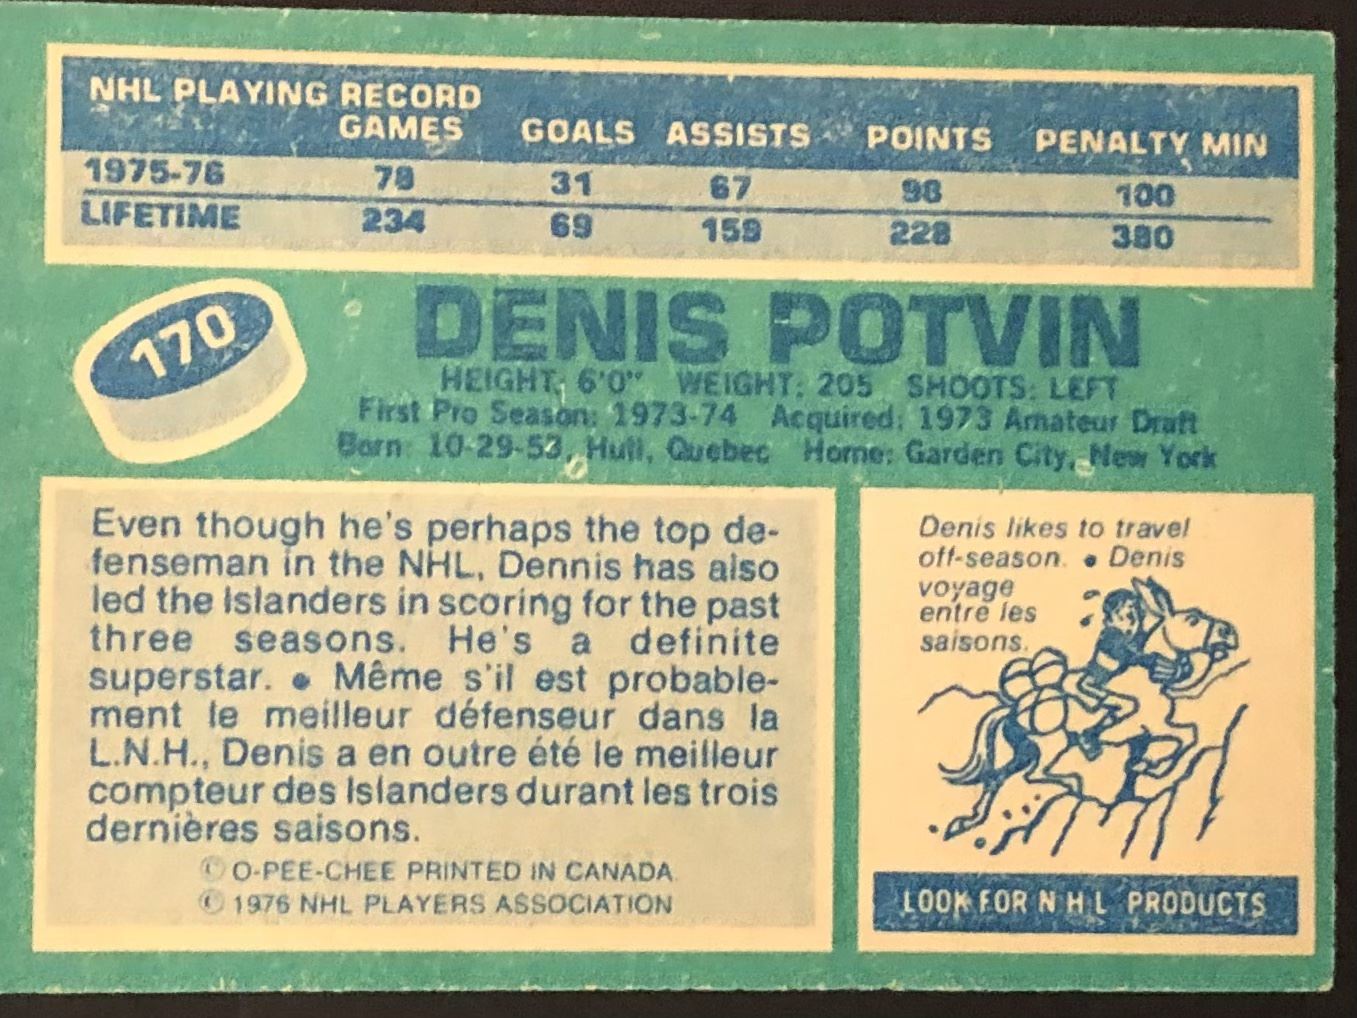 NHL PLAYING RECORD
GAMES GOALS ASSISTS POINTS PENALTY MIN
1975-76 78 31 67 98 100
LIFETIME 234 69 159 228 380
170
DENIS POTVIN
HEIGHT: 6'0" WEIGHT: 205 SHOOTS: LEFT
First Pro Season: 1973-74 Acquired: 1973 Amateur Draft
Born: 10-29-53, Hull, Quebec Home: Garden City, New York
Even though he's perhaps the top de-
fenseman in the NHL, Dennis has also
led the Islanders in scoring for the past
three seasons. He's a definite
superstar. • Même s'il est probable-
ment le meilleur défenseur dans la
L.N.H., Denis a en outre été le meilleur
compteur des Islanders durant les trois
dernières saisons.
© O-PEE-CHEE PRINTED IN CANADA
© 1976 NHL PLAYERS ASSOCIATION
Denis likes to travel
off-season. • Denis
voyage
entre les
saisons.
LOOK FOR N H L PRODUCTS